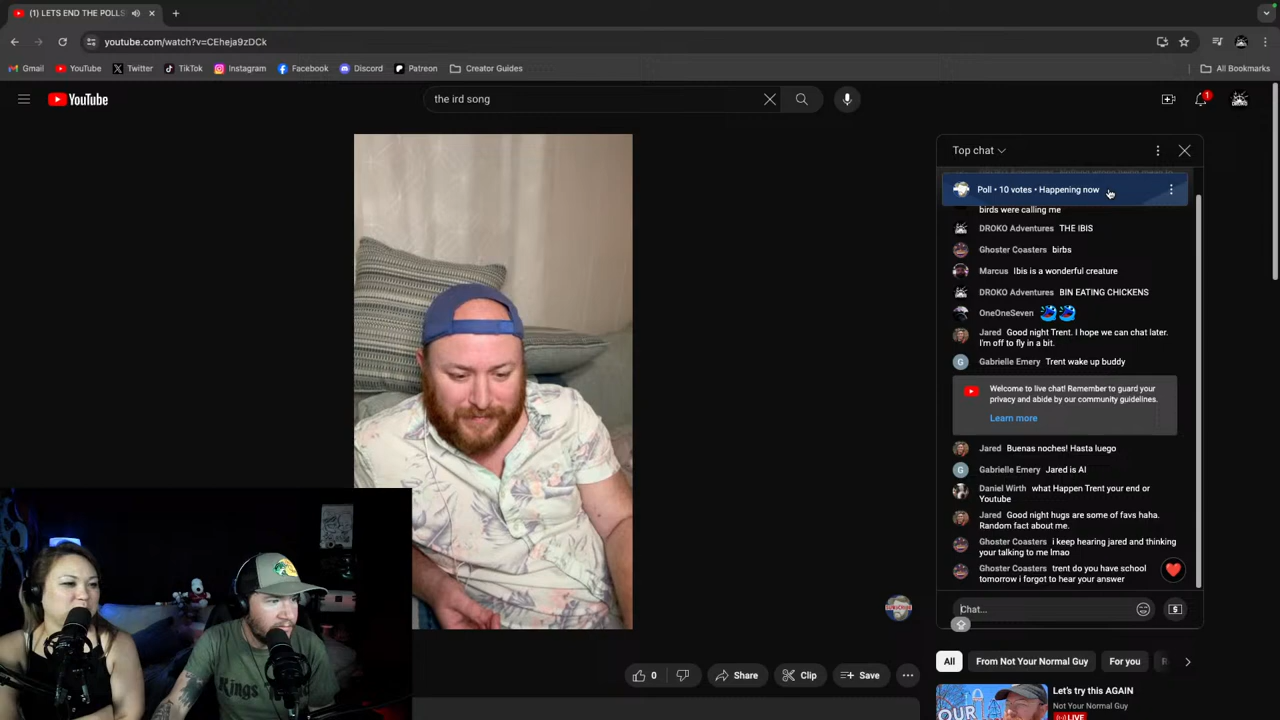 (1) LETS END THE POLLS
youtube.com/watch?v=CEheja9zDCk
Gmail YouTube Twitter TikTok Instagram Facebook Discord Patreon Creator Guides All Bookmarks
YouTube
the ird song
1
Top chat
Poll • 10 votes • Happening now
birds were calling me
DROKO Adventures THE IBIS
Ghoster Coasters birbs
Marcus Ibis is a wonderful creature
DROKO Adventures BIN EATING CHICKENS
OneOneSeven
Jared Good night Trent. I hope we can chat later.
I'm off to fly in a bit.
Gabrielle Emery Trent wake up buddy
Welcome to live chat! Remember to guard your
privacy and abide by our community guidelines.
Learn more
Jared Buenas noches! Hasta luego
Gabrielle Emery Jared is AI
Daniel Wirth what Happen Trent your end or
Youtube
Jared Good night hugs are some of favs haha.
Random fact about me.
Ghoster Coasters i keep hearing jared and thinking
your talking to me lmao
Ghoster Coasters trent do you have school
tomorrow i forgot to hear your answer
Chat...
SUBSCRIBE
0 Share Clip Save
All From Not Your Normal Guy For you
Let's try this AGAIN
Not Your Normal Guy
LIVE
OUR
Kings